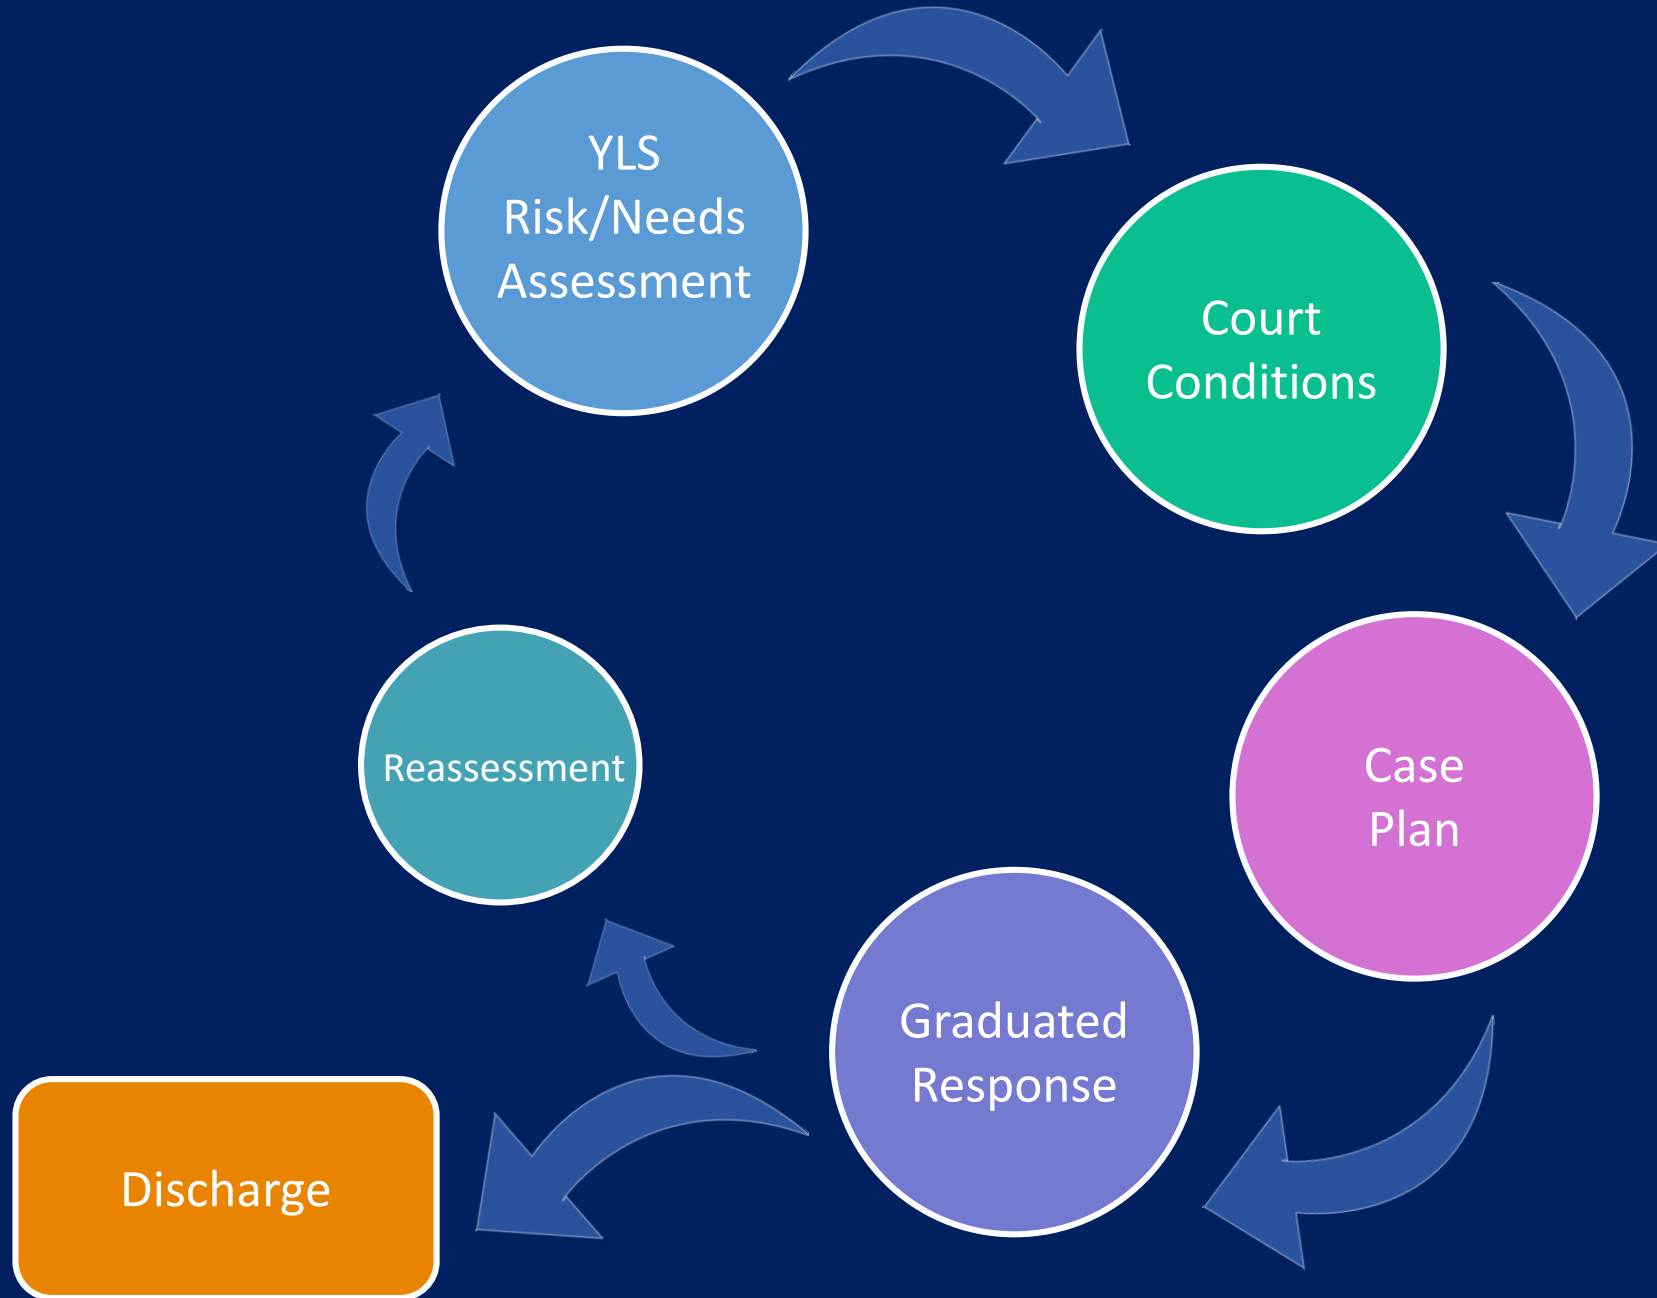 YLS
Risk/Needs
Assessment
Court
Conditions
Case
Plan
Graduated
Response
Reassessment
Discharge